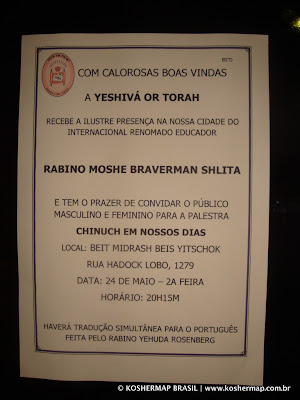 BS"D
COM CALOROSAS BOAS VINDAS
A YESHIVÁ OR TORAH
RECEBE A ILUSTRE PRESENÇA NA NOSSA CIDADE DO
INTERNACIONAL RENOMADO EDUCADOR
RABINO MOSHE BRAVERMAN SHLITA
E TEM O PRAZER DE CONVIDAR O PÚBLICO
MASCULINO E FEMININO PARA A PALESTRA
CHINUCH EM NOSSOS DIAS
LOCAL: BEIT MIDRASH BEIS YITSCHOK
RUA HADOCK LOBO, 1279
DATA: 24 DE MAIO – 2A FEIRA
HORÁRIO: 20H15M
HAVERÁ TRADUÇÃO SIMULTÂNEA PARA O PORTUGUÊS
FEITA PELO RABINO YEHUDA ROSENBERG
© KOSHERMAP BRASIL | www.koshermap.com.br